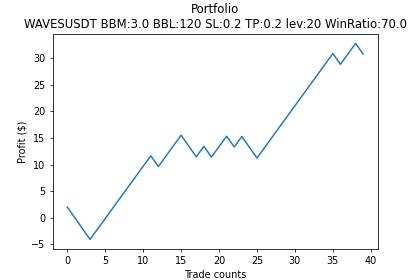 Portfolio
WAVESUSDT BBM:3.0 BBL:120 SL:0.2 TP:0.2 lev:20 WinRatio:70.0
Profit ($)
30
25
20
15
10
5
0
−5
0 5 10 15 20 25 30 35 40
Trade counts